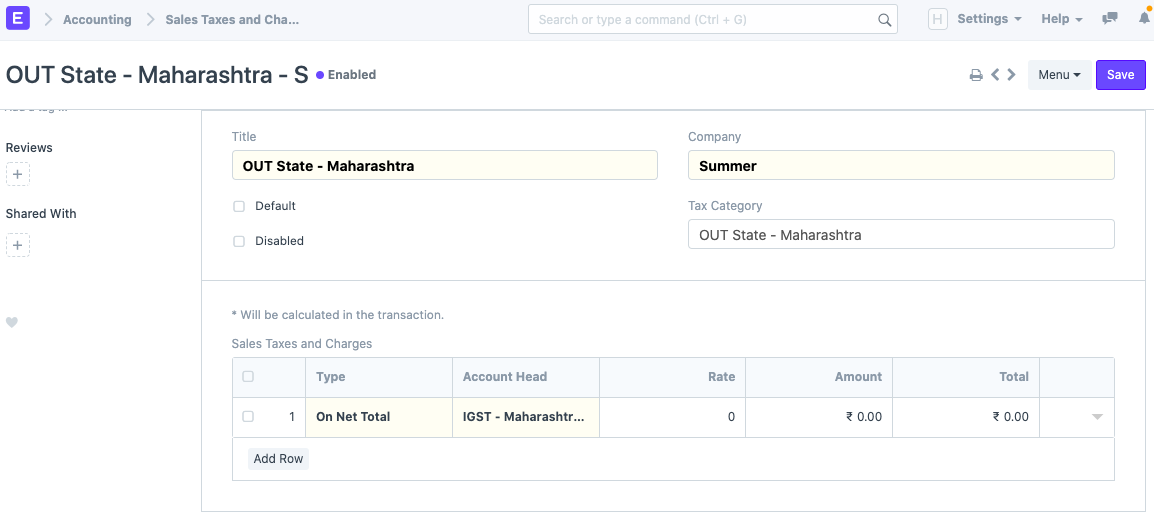 E Accounting Sales Taxes and Cha... Search or type a command (Ctrl + G) H Settings Help
OUT State - Maharashtra - S Enabled Menu Save
Reviews
+
Shared With
+
Title Company
OUT State - Maharashtra Summer
Default Tax Category
Disabled OUT State - Maharashtra
* Will be calculated in the transaction.
Sales Taxes and Charges
Type Account Head Rate Amount Total
1 On Net Total IGST - Maharashtr... 0 ₹ 0.00 ₹ 0.00
Add Row